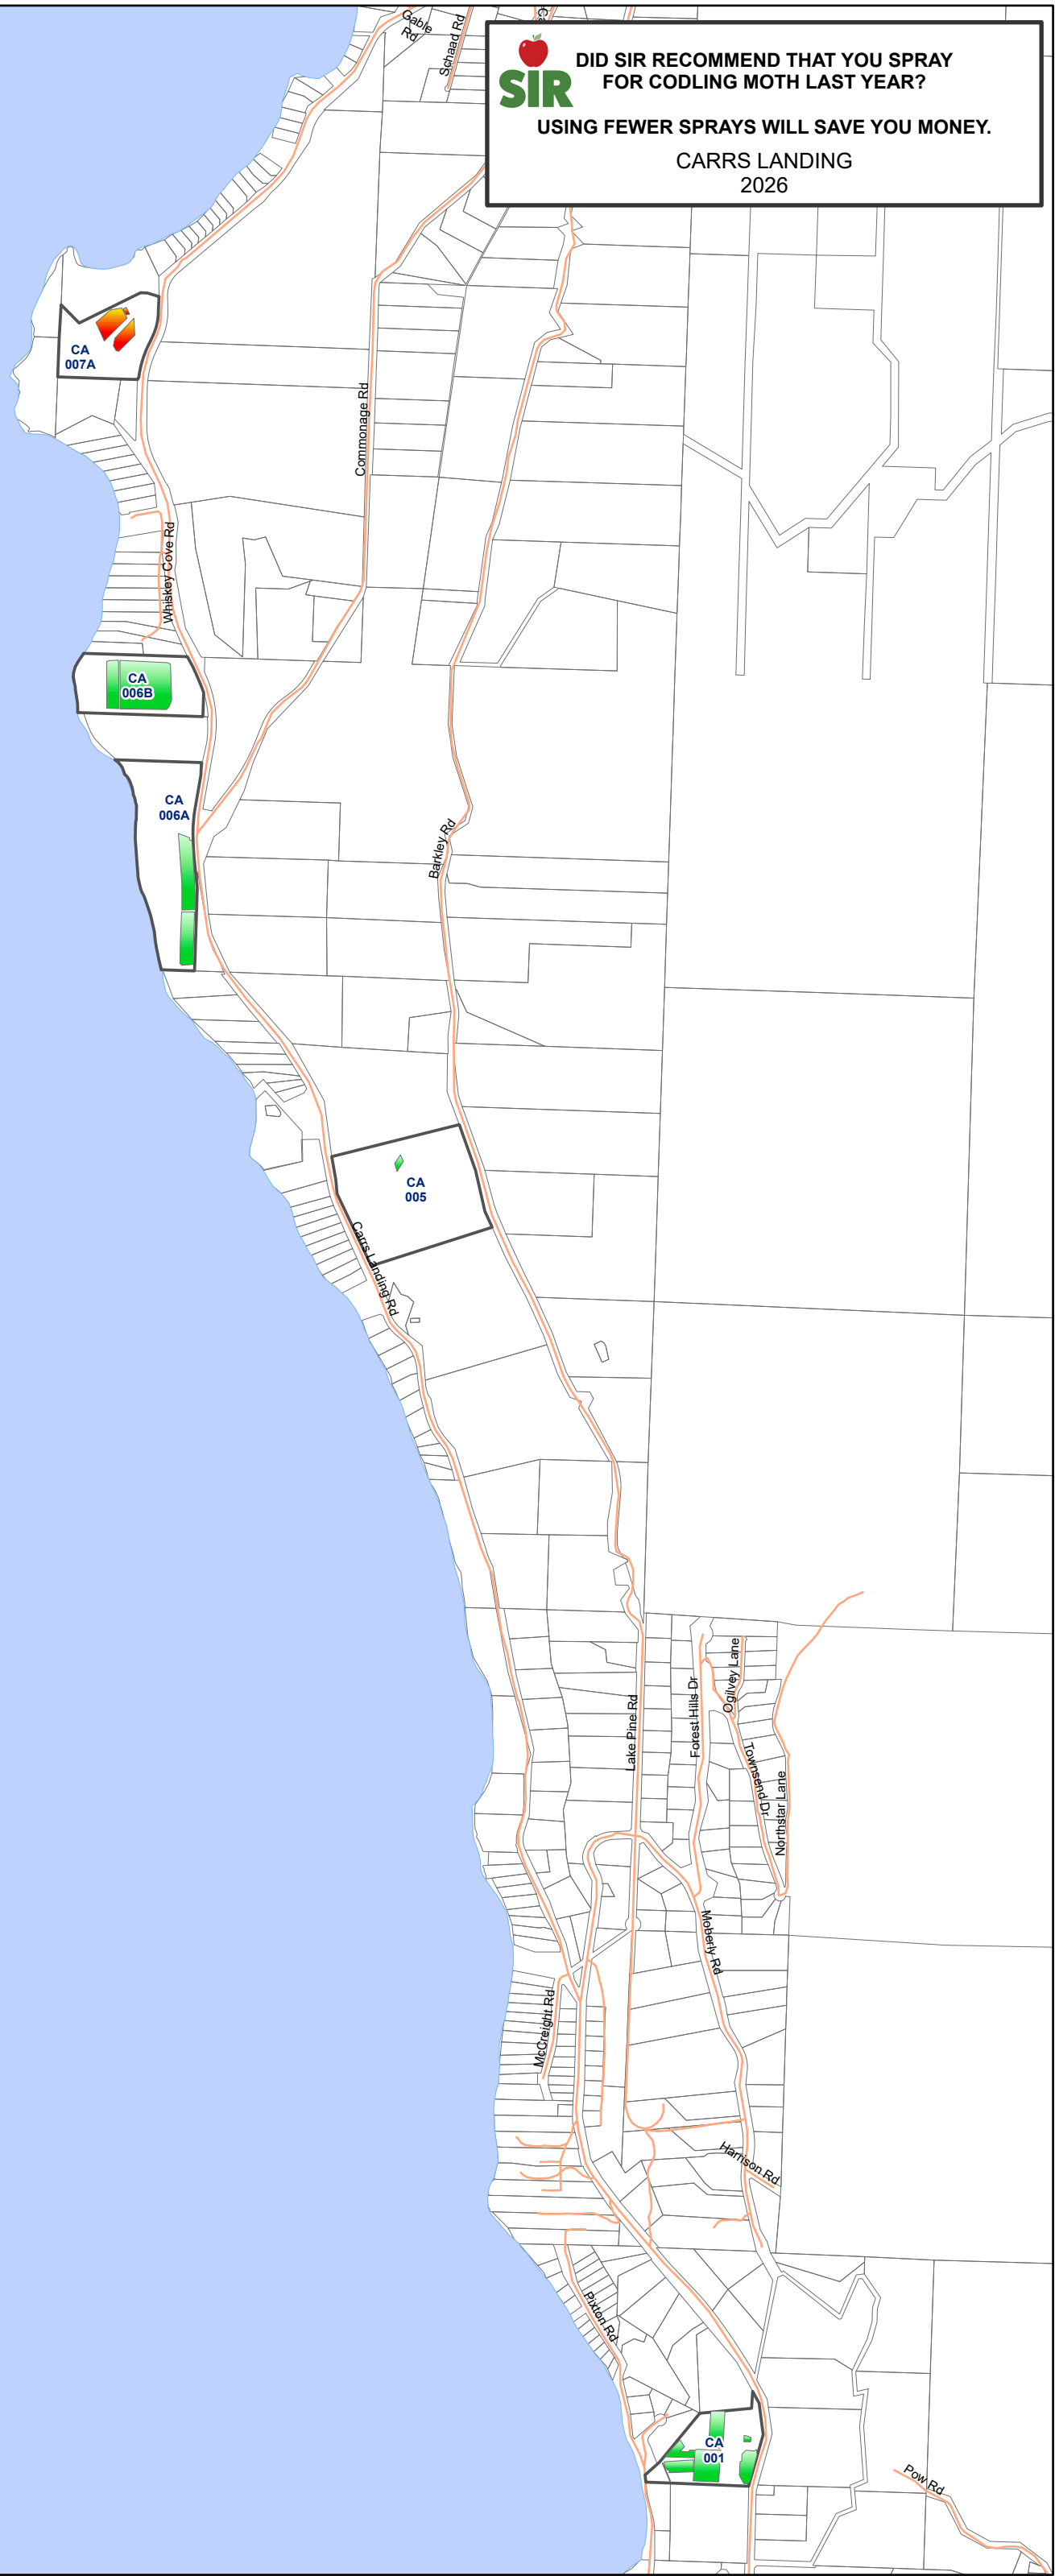 Gable
Rd
Schaad Rd
SIR
DID SIR RECOMMEND THAT YOU SPRAY
FOR CODLING MOTH LAST YEAR?
USING FEWER SPRAYS WILL SAVE YOU MONEY.
CARRS LANDING
2026
CA
007A
Commonage Rd
Whiskey Cove Rd
CA
006B
CA
006A
Barkley Rd
CA
005
Carrs Landing Rd
Lake Pine Rd
Forest Hills Dr
Ogilvey Lane
Townsend Dr
Northstar Lane
Moberly Rd
McCreight Rd
Harrison Rd
Pixton Rd
CA
001
Pow Rd